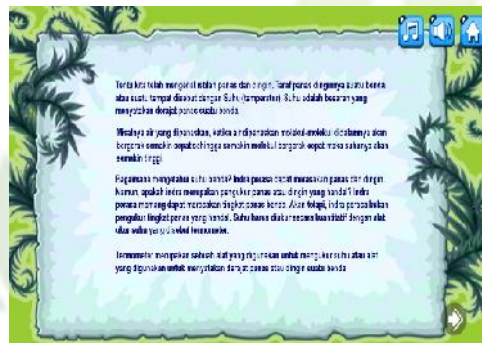 Tentu kita telah mengenal istilah panas dan dingin. Taraf panas dinginnya suatu benda
atau suatu tempat disebut dengan Suhu (temperatur). Suhu adalah besaran yang
menyatakan derajat panas suatu benda.
Misalnya air yang dipanaskan, ketika air dipanaskan molekul-molekul didalamnya akan
bergerak semakin cepat sehingga semakin molekul bergerak cepat maka suhunya akan
semakin tinggi.
Bagaimana mengetahui suhu benda? Indra perasa dapat merasakan panas dan dingin.
Namun, apakah indra merupakan pengukur panas atau dingin yang handal? Indra
perasa memang dapat merasakan tingkat panas benda. Akan tetapi, indra perasa bukan
pengukur tingkat panas yang handal. Suhu harus diukur secara kuantitatif dengan alat
ukur suhu yang disebut termometer.
Termometer merupakan sebuah alat yang digunakan untuk mengukur suhu atau alat
yang digunakan untuk menyatakan derajat panas atau dingin suatu benda